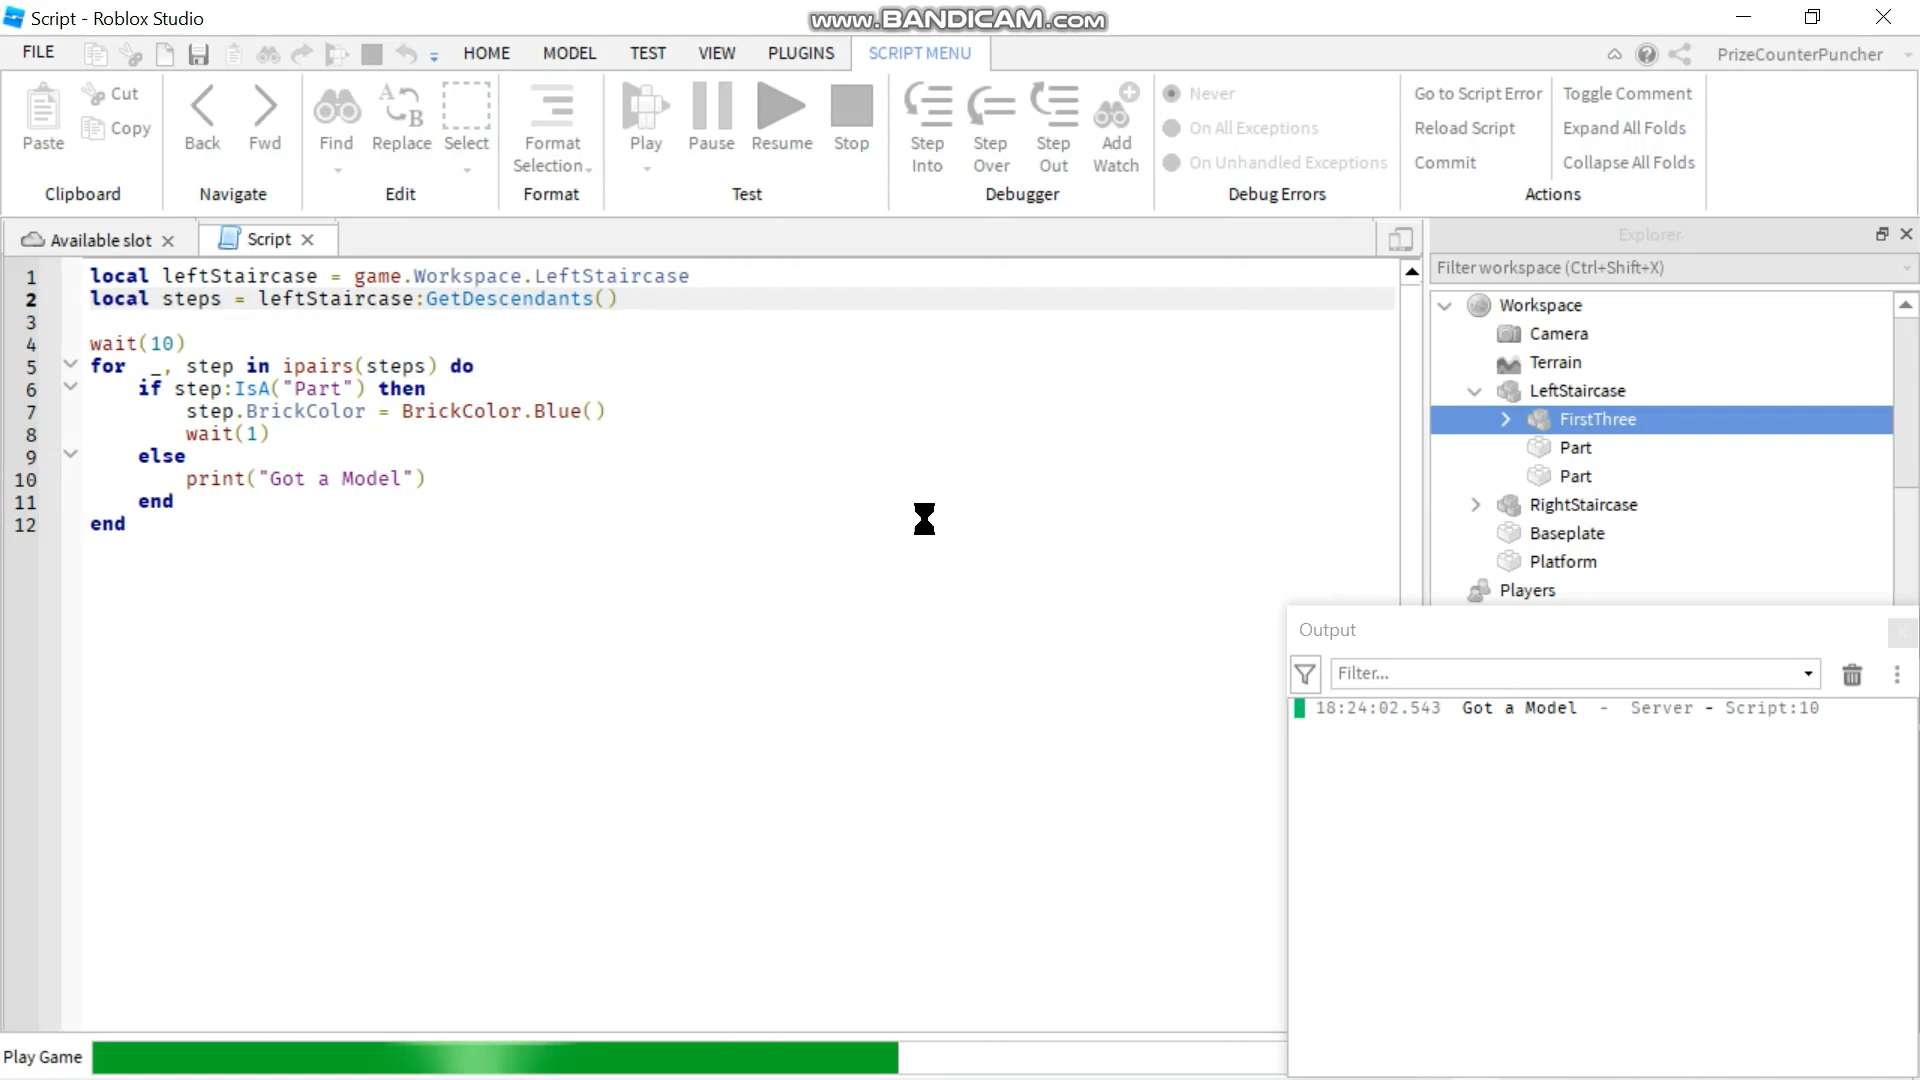 Script - Roblox Studio
www.BANDICAM.com
FILE HOME MODEL TEST VIEW PLUGINS SCRIPT MENU PrizeCounterPuncher
Paste Cut Copy Clipboard
Back Fwd Navigate
Find Replace Select Edit
Format Selection Format
Play Pause Resume Stop Test
Step Into Step Over Step Out Add Watch Debugger
Never
On All Exceptions
On Unhandled Exceptions
Debug Errors
Go to Script Error Toggle Comment
Reload Script Expand All Folds
Commit Collapse All Folds
Actions
Available slot Script
1 local leftStaircase = game.Workspace.LeftStaircase
2 local steps = leftStaircase:GetDescendants()
3
4 wait(10)
5 for _, step in ipairs(steps) do
6 if step:IsA("Part") then
7 step.BrickColor = BrickColor.Blue()
8 wait(1)
9 else
10 print("Got a Model")
11 end
12 end
Explorer
Filter workspace (Ctrl+Shift+X)
Workspace
Camera
Terrain
LeftStaircase
FirstThree
Part
Part
RightStaircase
Baseplate
Platform
Players
Output
Filter...
18:24:02.543 Got a Model - Server - Script:10
Play Game